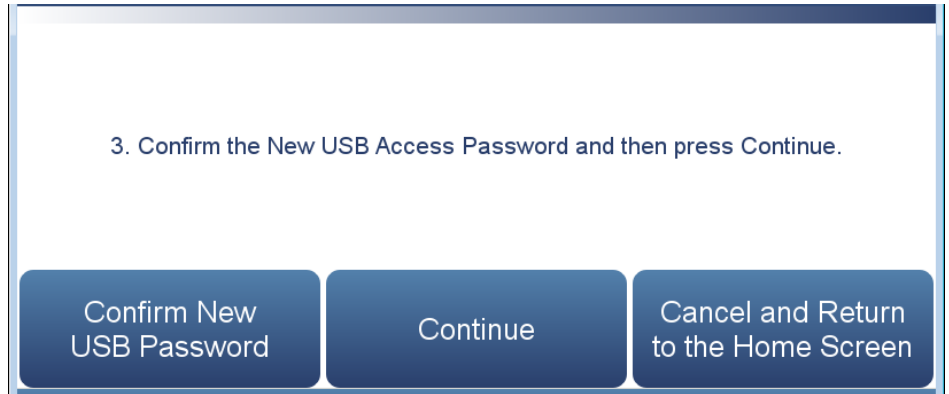 3. Confirm the New USB Access Password and then press Continue.
Confirm New
USB Password
Continue
Cancel and Return
to the Home Screen